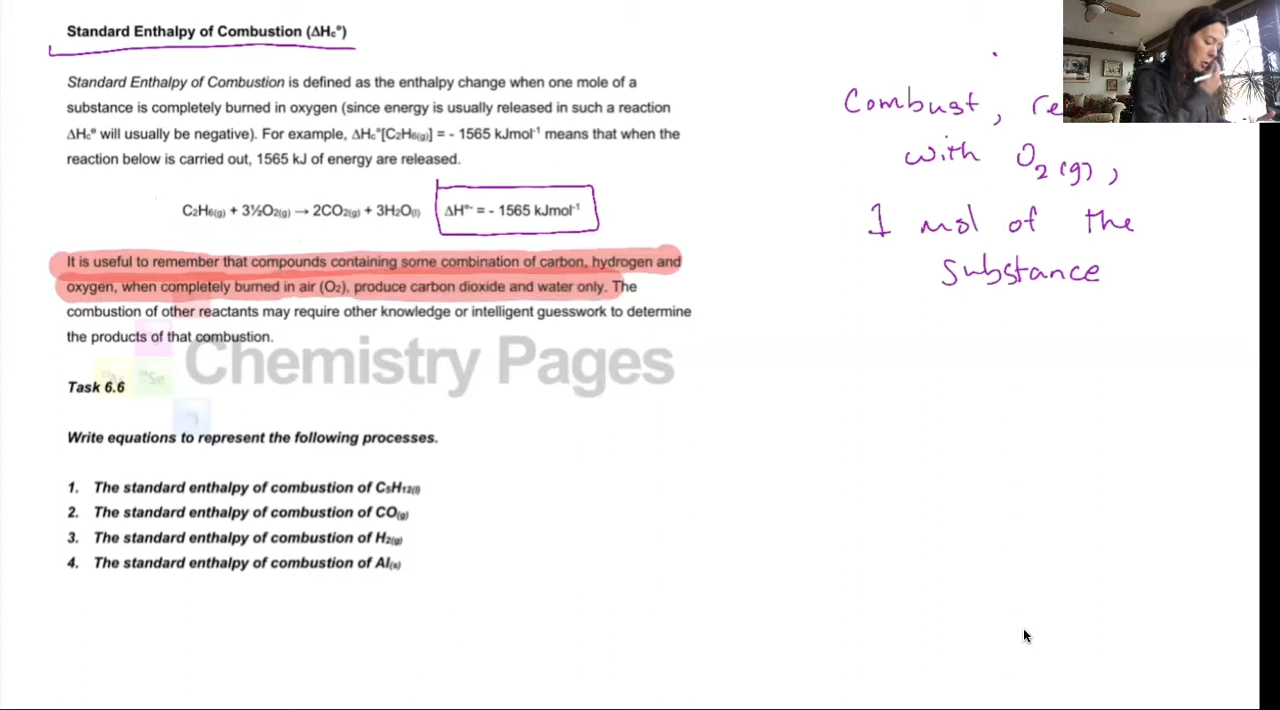 Standard Enthalpy of Combustion (ΔHc°)
Standard Enthalpy of Combustion is defined as the enthalpy change when one mole of a
substance is completely burned in oxygen (since energy is usually released in such a reaction
ΔHc° will usually be negative). For example, ΔHc°[C2H6(g)] = - 1565 kJmol-1 means that when the
reaction below is carried out, 1565 kJ of energy are released.
C2H6(g) + 3½O2(g) → 2CO2(g) + 3H2O(l) ΔH° = - 1565 kJmol-1
It is useful to remember that compounds containing some combination of carbon, hydrogen and
oxygen, when completely burned in air (O2), produce carbon dioxide and water only. The
combustion of other reactants may require other knowledge or intelligent guesswork to determine
the products of that combustion.
Chemistry Pages
Task 6.6
Write equations to represent the following processes.
1. The standard enthalpy of combustion of C5H12(l)
2. The standard enthalpy of combustion of CO(g)
3. The standard enthalpy of combustion of H2(g)
4. The standard enthalpy of combustion of Al(s)
Combust, re
with O2(g),
1 mol of the
substance